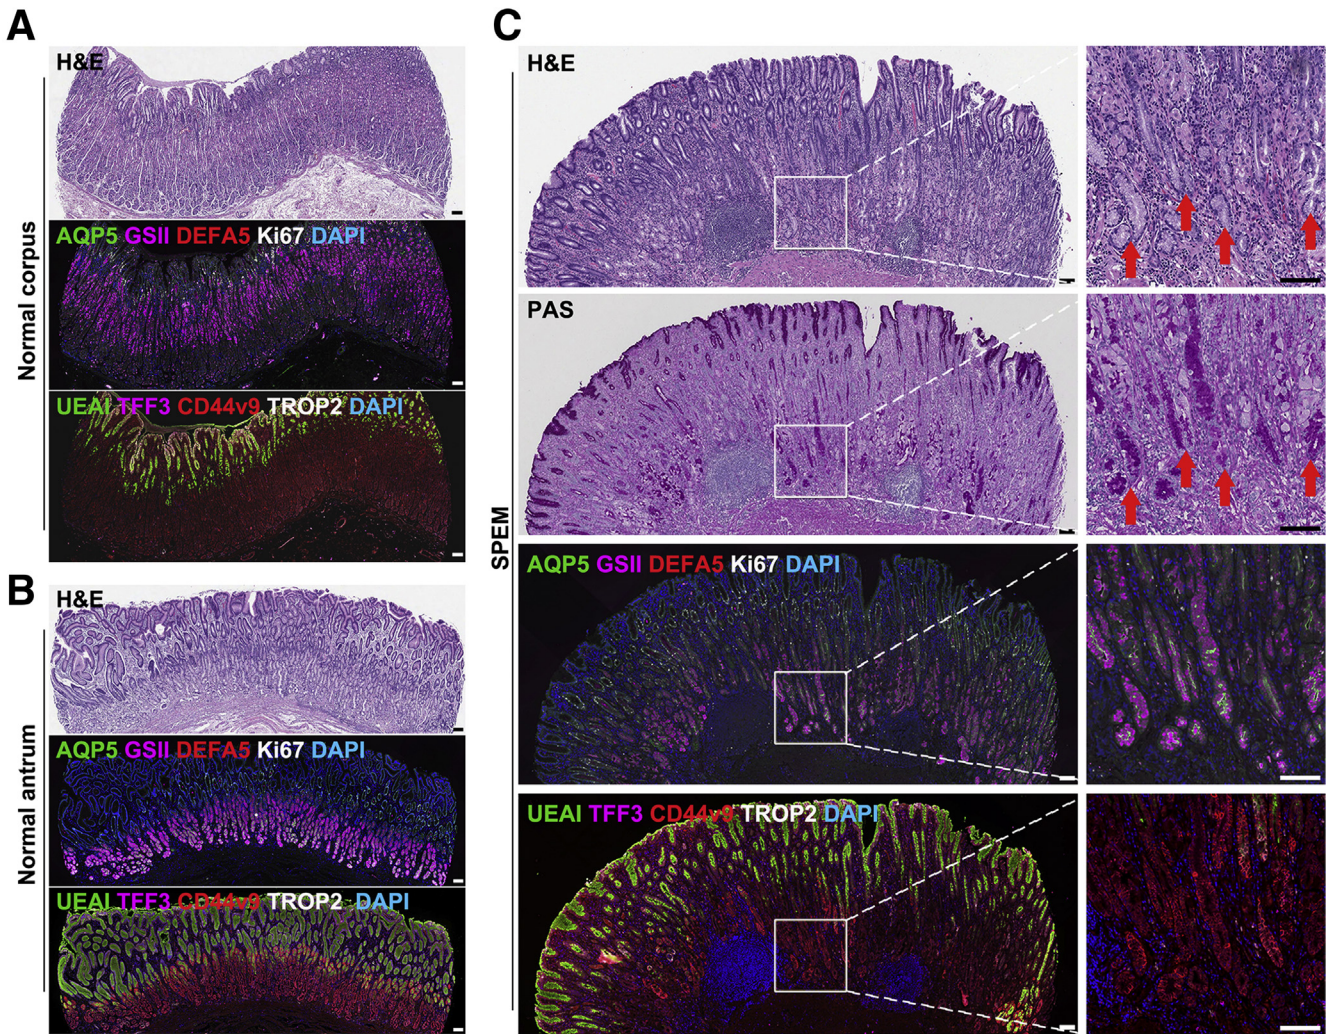 A
H&E
AQP5 GSII DEFA5 Ki67 DAPI
UEAI TFF3 CD44v9 TROP2 DAPI
Normal corpus
B
H&E
AQP5 GSII DEFA5 Ki67 DAPI
UEAI TFF3 CD44v9 TROP2 DAPI
Normal antrum
C
H&E
PAS
AQP5 GSII DEFA5 Ki67 DAPI
UEAI TFF3 CD44v9 TROP2 DAPI
SPEM